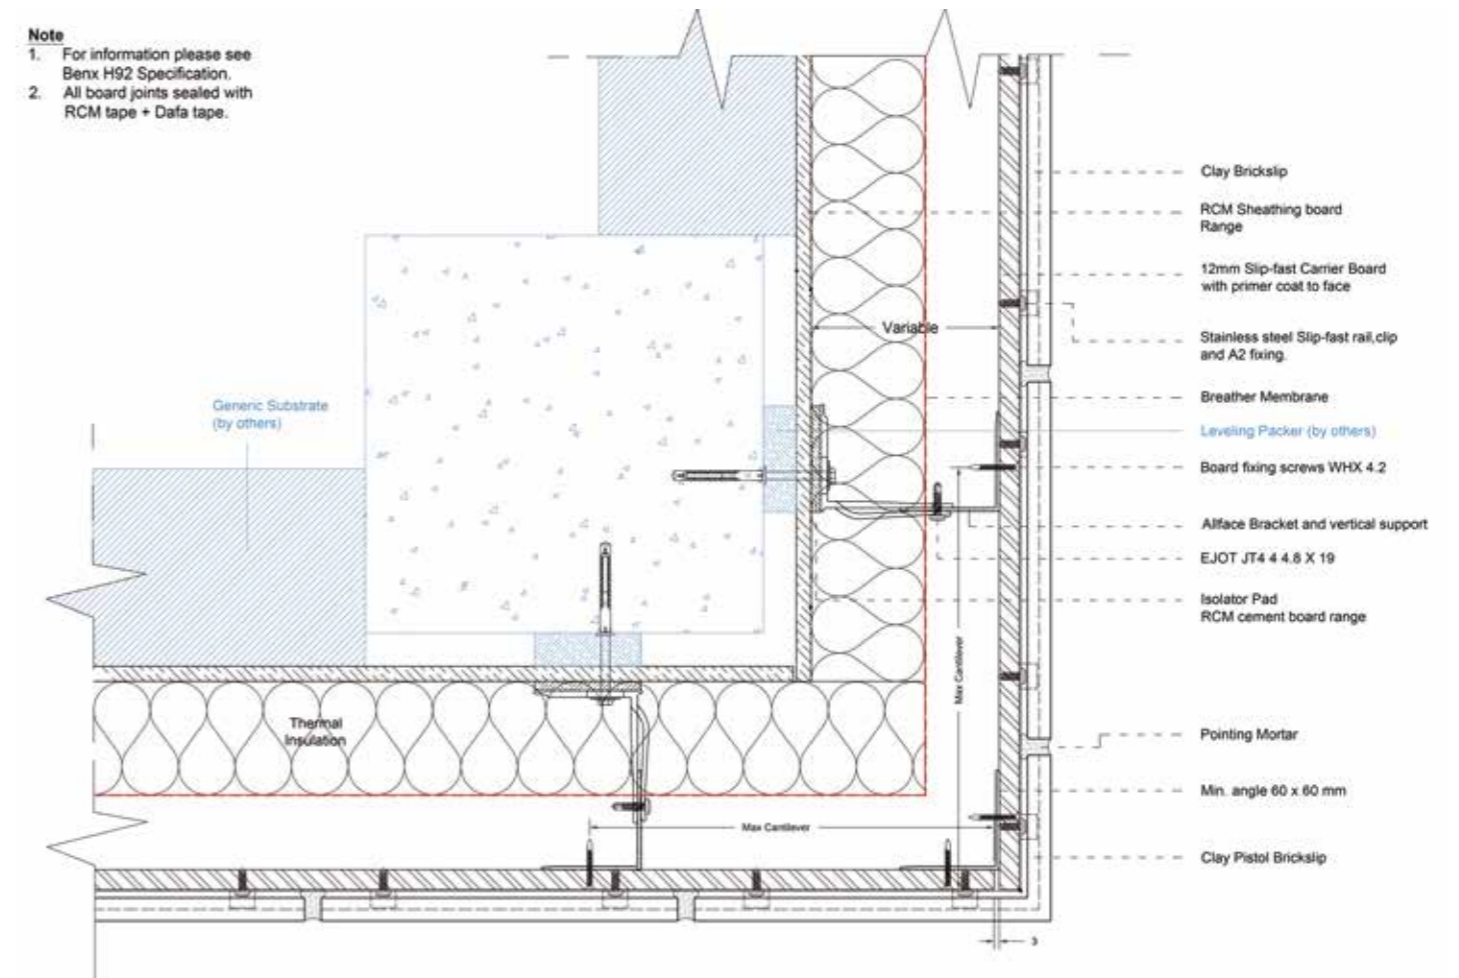 Note
1. For information please see
Benx H92 Specification.
2. All board joints sealed with
RCM tape + Dafa tape.
Clay Brickslip
RCM Sheathing board
Range
12mm Slip-fast Carrier Board
with primer coat to face
Variable
Stainless steel Slip-fast rail,clip
and A2 fixing.
Breather Membrane
Generic Substrate
(by others)
Leveling Packer (by others)
Board fixing screws WHX 4.2
Allface Bracket and vertical support
EJOT JT4 4 4.8 X 19
Isolator Pad
RCM cement board range
Max Cantilever
Thermal
Insulation
Pointing Mortar
Min. angle 60 x 60 mm
Max Cantilever
Clay Pistol Brickslip
3